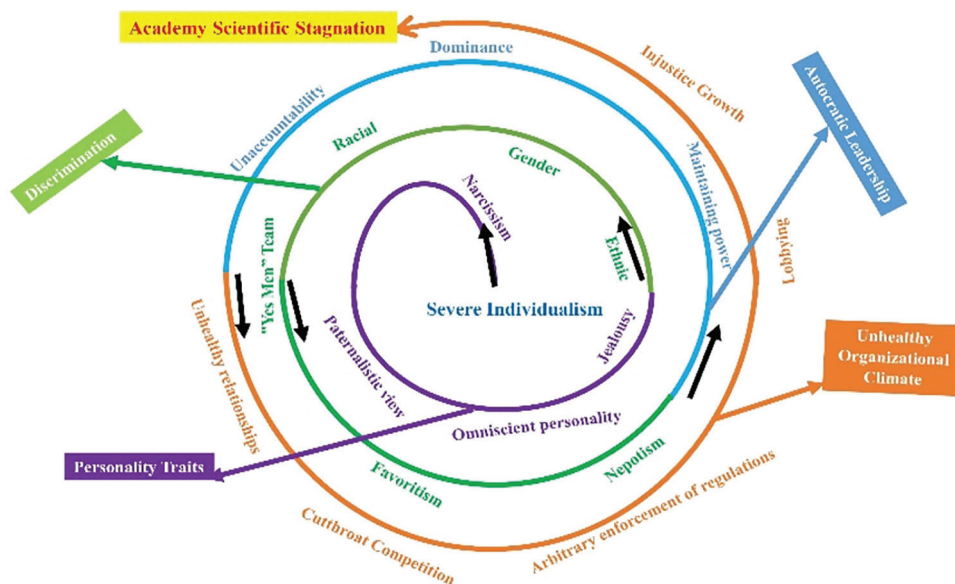 Academy Scientific Stagnation
Dominance
Injustice Growth
Autocratic Leadership
Unaccountability
Discrimination
Racial
Gender
Narcissism
Maintaining power
Ethnic
Lobbying
"Yes Men" Team
Severe Individualism
Unhealthy relationships
Paternalistic view
Jealousy
Unhealthy
Organizational
Climate
Omniscient personality
Personality Traits
Favoritism
Nepotism
Cutthroat Competition
Arbitrary enforcement of regulations